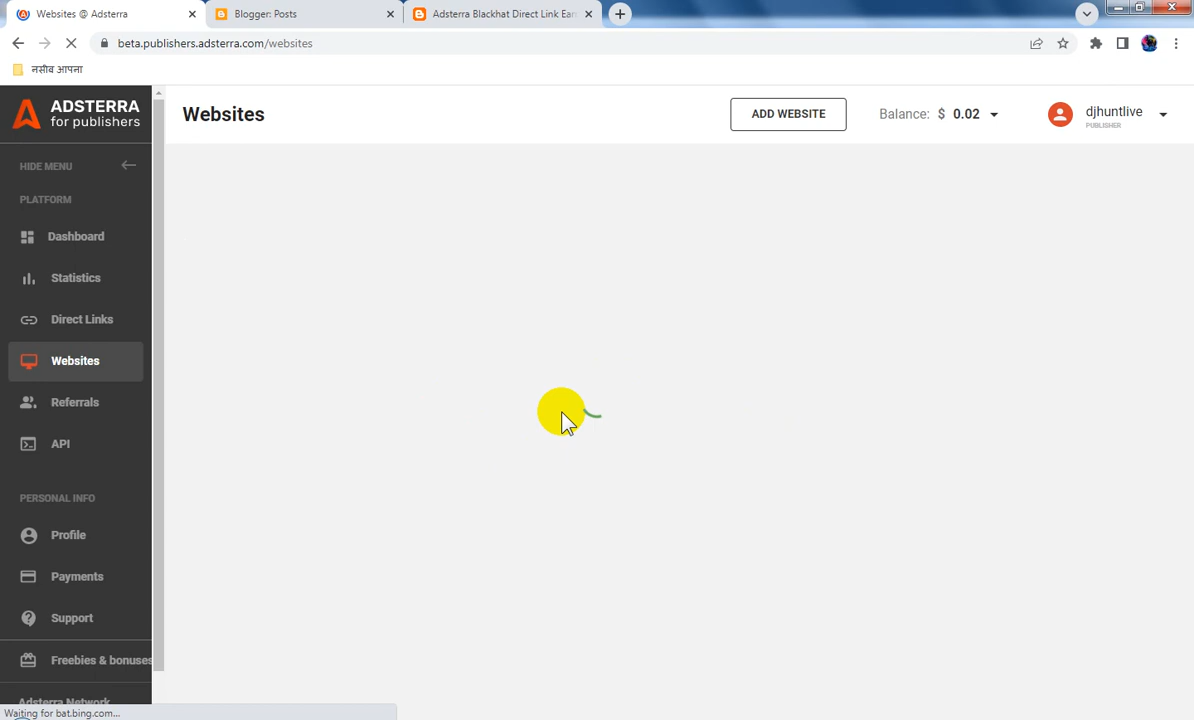 Websites @ Adsterra
Blogger: Posts
Adsterra Blackhat Direct Link Ear
beta.publishers.adsterra.com/websites
नसीब आपना
ADSTERRA
for publishers
Websites
ADD WEBSITE
Balance: $ 0.02
djhuntlive
PUBLISHER
HIDE MENU
PLATFORM
Dashboard
Statistics
Direct Links
Websites
Referrals
API
PERSONAL INFO
Profile
Payments
Support
Freebies & bonuses
Adsterra Network
Waiting for bat.bing.com...